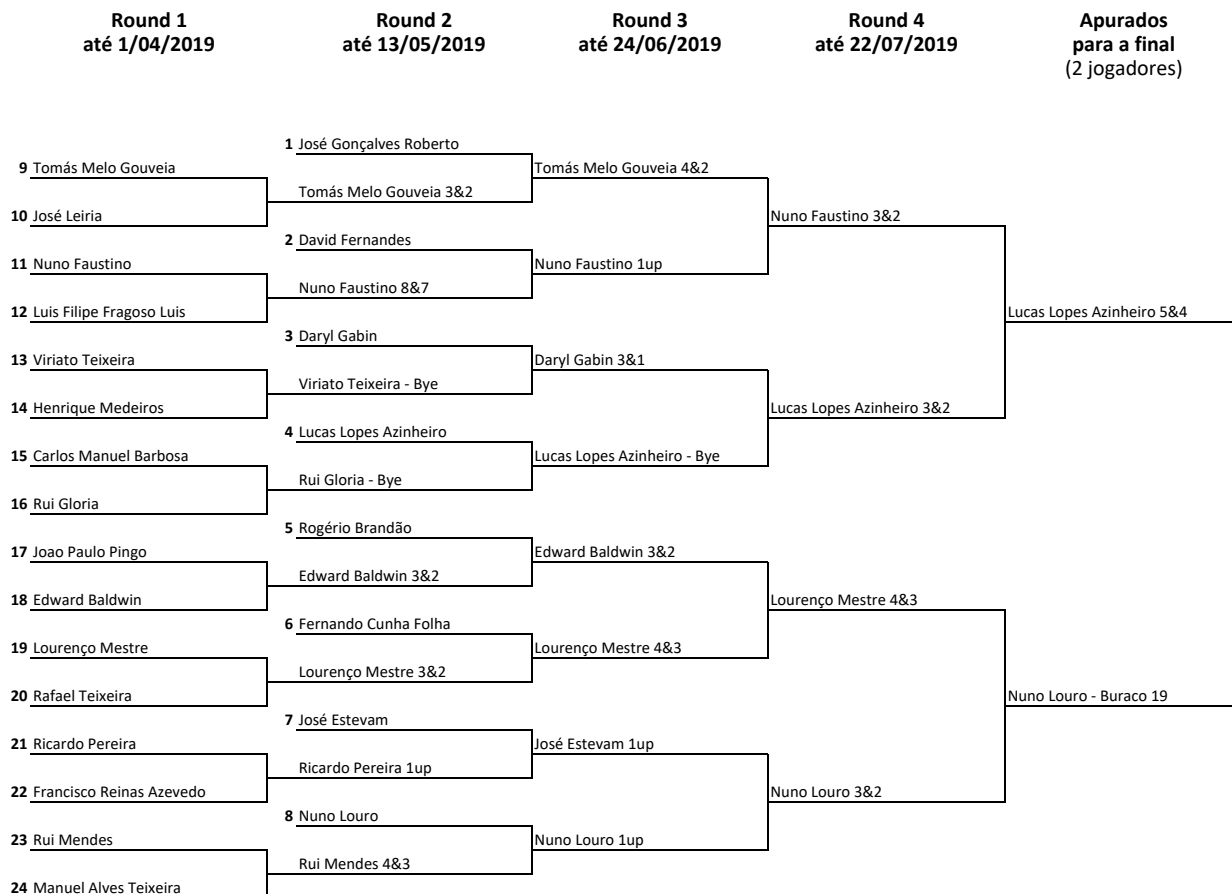 Round 1
até 1/04/2019
Round 2
até 13/05/2019
Round 3
até 24/06/2019
Round 4
até 22/07/2019
Apurados
para a final
(2 jogadores)
1 José Gonçalves Roberto
9 Tomás Melo Gouveia
Tomás Melo Gouveia 4&2
Tomás Melo Gouveia 3&2
10 José Leiria
Nuno Faustino 3&2
2 David Fernandes
11 Nuno Faustino
Nuno Faustino 1up
Nuno Faustino 8&7
12 Luis Filipe Fragoso Luis
Lucas Lopes Azinheiro 5&4
3 Daryl Gabin
13 Viriato Teixeira
Daryl Gabin 3&1
Viriato Teixeira - Bye
14 Henrique Medeiros
Lucas Lopes Azinheiro 3&2
4 Lucas Lopes Azinheiro
15 Carlos Manuel Barbosa
Lucas Lopes Azinheiro - Bye
Rui Gloria - Bye
16 Rui Gloria
5 Rogério Brandão
17 Joao Paulo Pingo
Edward Baldwin 3&2
Edward Baldwin 3&2
18 Edward Baldwin
Lourenço Mestre 4&3
6 Fernando Cunha Folha
19 Lourenço Mestre
Lourenço Mestre 4&3
Lourenço Mestre 3&2
20 Rafael Teixeira
Nuno Louro - Buraco 19
7 José Estevam
21 Ricardo Pereira
José Estevam 1up
Ricardo Pereira 1up
22 Francisco Reinas Azevedo
Nuno Louro 3&2
8 Nuno Louro
23 Rui Mendes
Nuno Louro 1up
Rui Mendes 4&3
24 Manuel Alves Teixeira